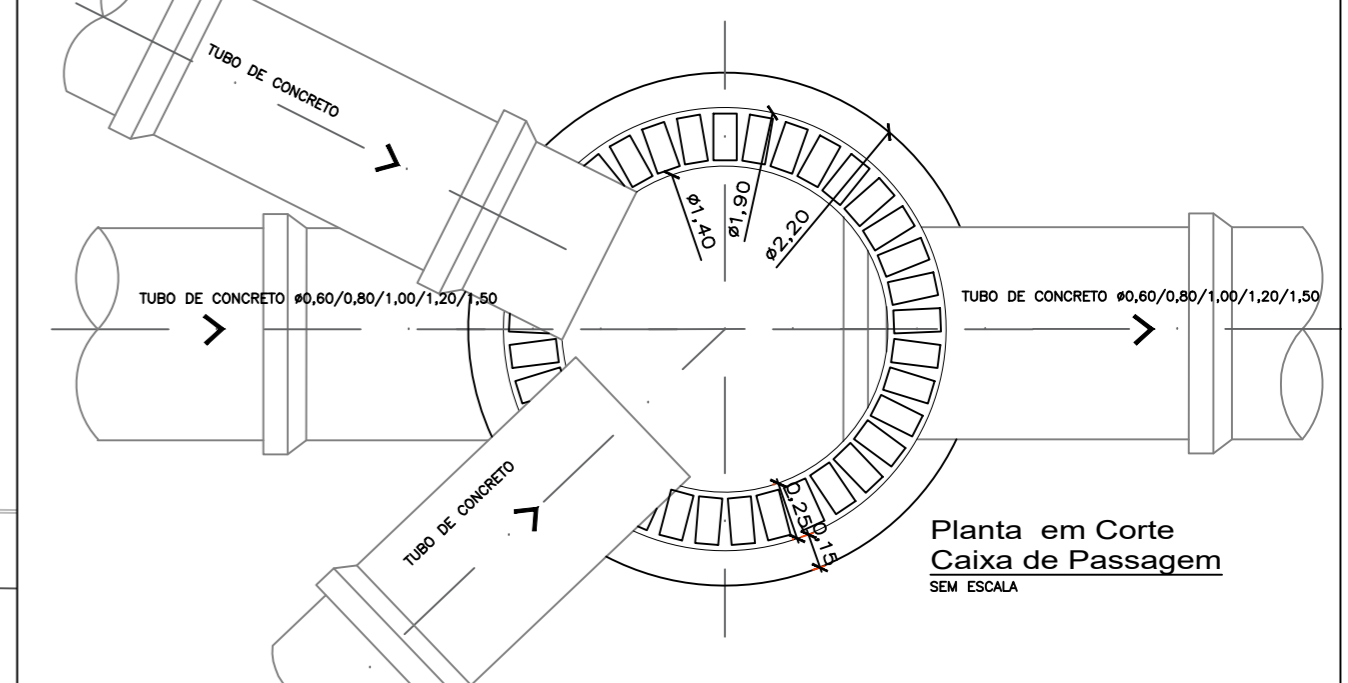 TUBO DE CONCRETO
ø1,40
ø1,90
ø2,20
TUBO DE CONCRETO ø0,60/0,80/1,00/1,20/1,50
TUBO DE CONCRETO ø0,60/0,80/1,00/1,20/1,50
TUBO DE CONCRETO
0,25
0,15
Planta em Corte
Caixa de Passagem
SEM ESCALA